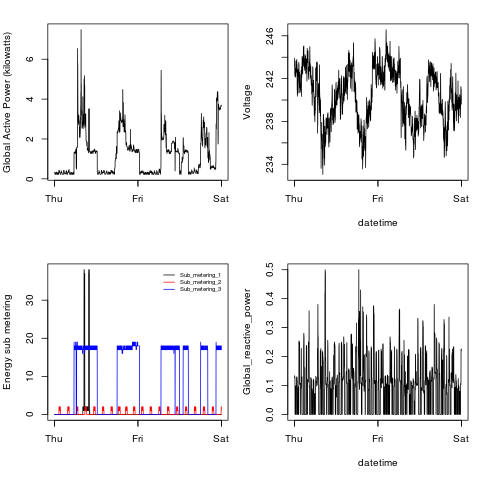 Global Active Power (kilowatts)
0 2 4 6
Thu Fri Sat
Voltage
234 238 242 246
Thu Fri Sat
datetime
Energy sub metering
0 10 20 30
Sub_metering_1
Sub_metering_2
Sub_metering_3
Thu Fri Sat
Global_reactive_power
0.0 0.1 0.2 0.3 0.4 0.5
Thu Fri Sat
datetime